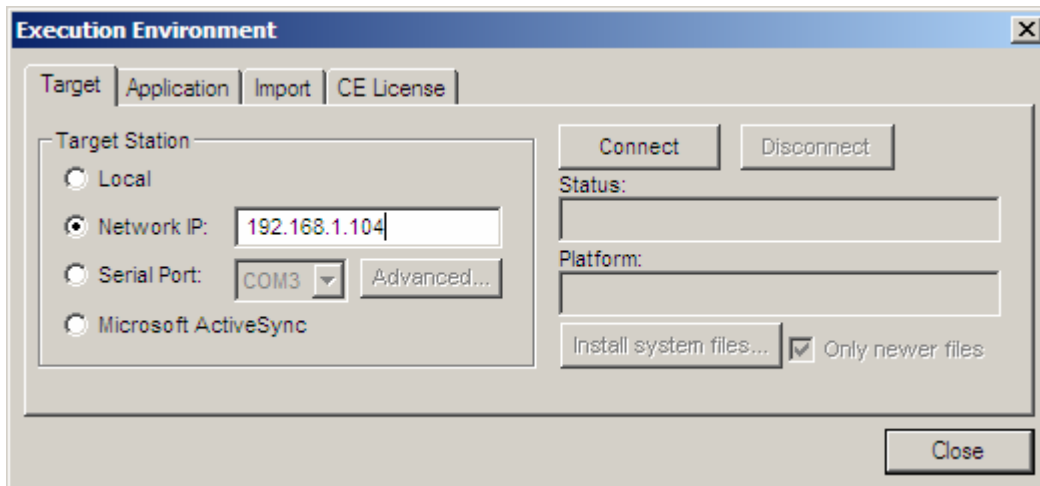 Execution Environment
Target Application Import CE License
Target Station
Local
Network IP: 192.168.1.104
Serial Port: COM3 Advanced...
Microsoft ActiveSync
Connect Disconnect
Status:
Platform:
Install system files... Only newer files
Close